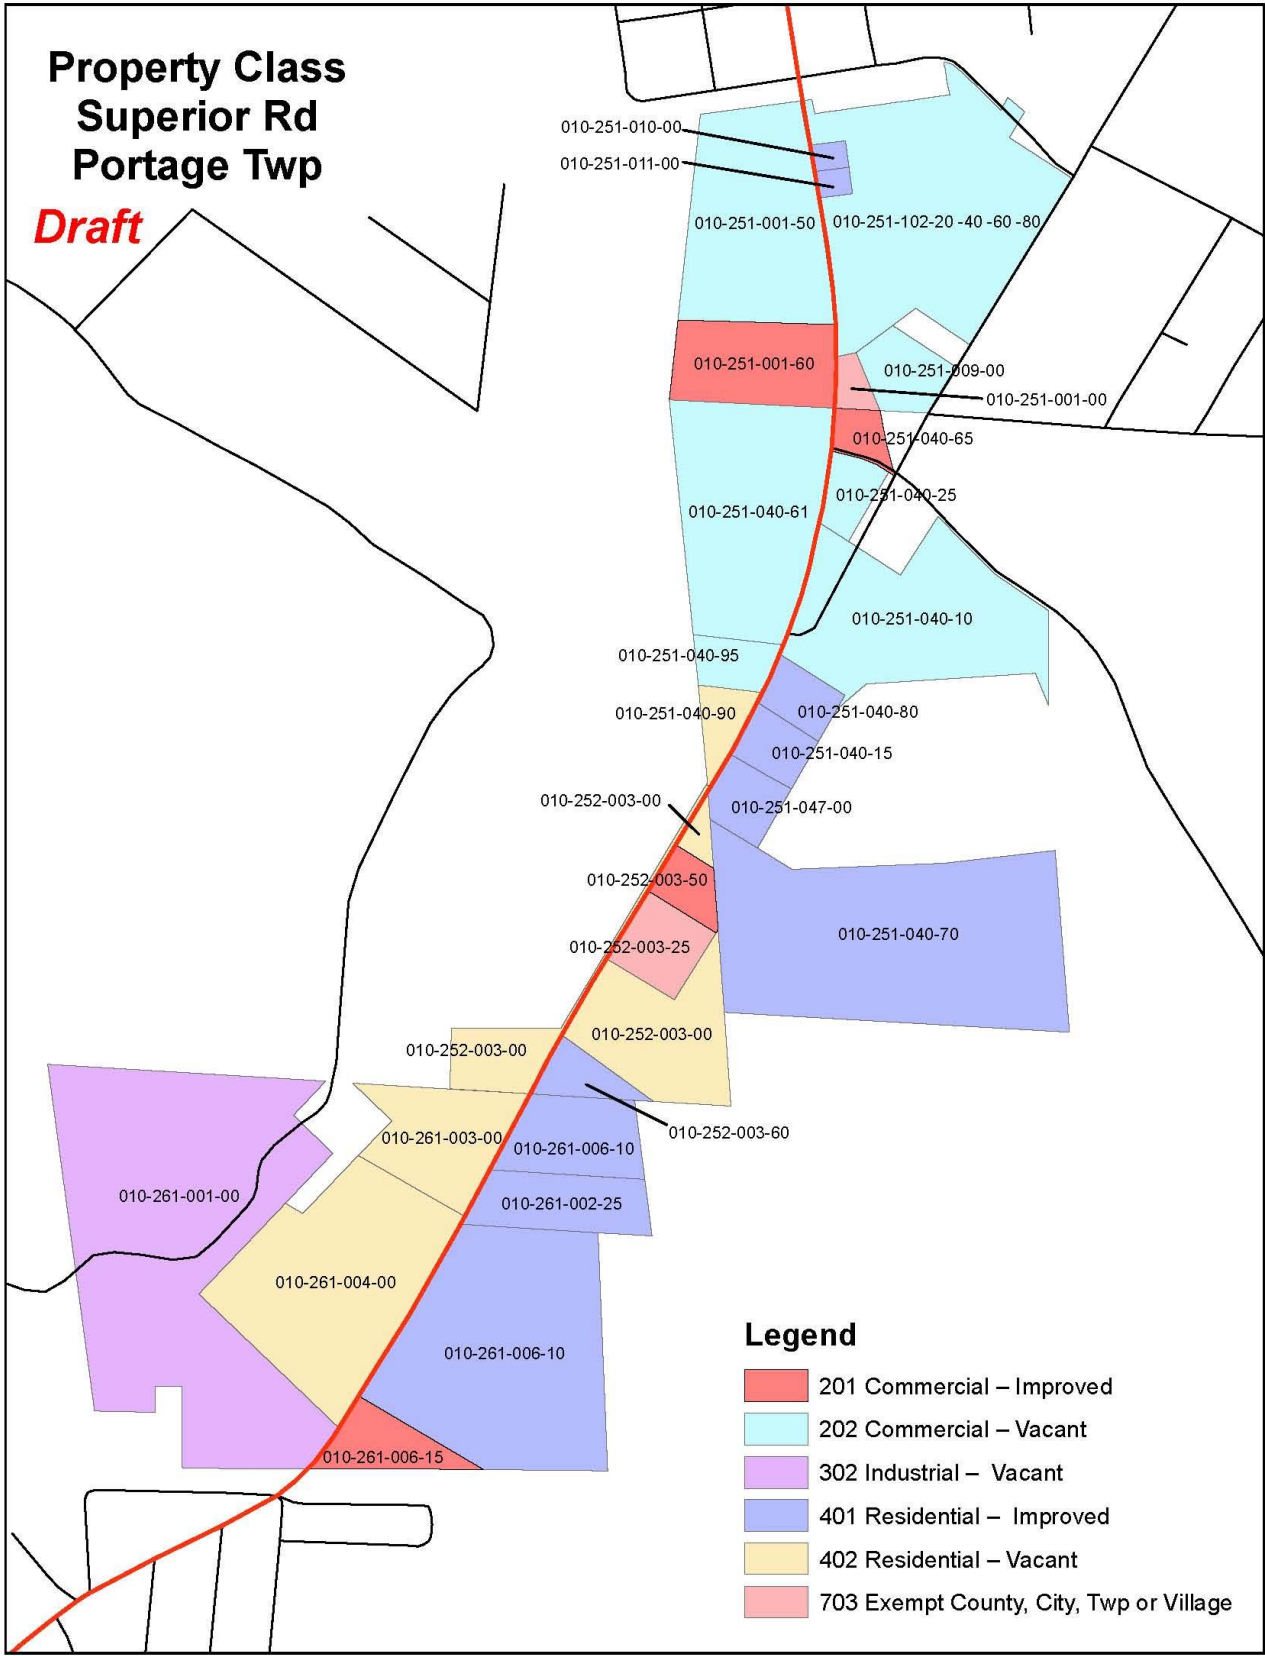 Property Class
Superior Rd
Portage Twp
Draft
010-251-010-00
010-251-011-00
010-251-001-50
010-251-102-20 -40 -60 -80
010-251-001-60
010-251-009-00
010-251-001-00
010-251-040-65
010-251-040-25
010-251-040-61
010-251-040-10
010-251-040-95
010-251-040-90
010-251-040-80
010-251-040-15
010-252-003-00
010-251-047-00
010-252-003-50
010-251-040-70
010-252-003-25
010-252-003-00
010-252-003-00
010-252-003-60
010-261-003-00
010-261-006-10
010-261-001-00
010-261-002-25
010-261-004-00
010-261-006-10
010-261-006-15
Legend
201 Commercial – Improved
202 Commercial – Vacant
302 Industrial –  Vacant
401 Residential –  Improved
402 Residential – Vacant
703 Exempt County, City, Twp or Village